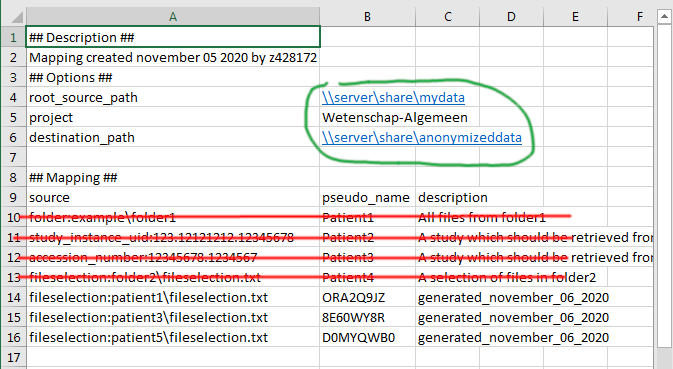 A B C D E F
1 ## Description ##
2 Mapping created november 05 2020 by z428172
3 ## Options ##
4 root_source_path \\server\share\mydata
5 project Wetenschap-Algemeen
6 destination_path \\server\share\anonymizeddata
7
8 ## Mapping ##
9 source pseudo_name description
10 folder:example\folder1 Patient1 All files from folder1
11 study_instance_uid:123.12121212.12345678 Patient2 A study which should be retrieved from
12 accession_number:12345678.1234567 Patient3 A study which should be retrieved from
13 fileselection:folder2\fileselection.txt Patient4 A selection of files in folder2
14 fileselection:patient1\fileselection.txt ORA2Q9JZ generated_november_06_2020
15 fileselection:patient3\fileselection.txt 8E60WY8R generated_november_06_2020
16 fileselection:patient5\fileselection.txt D0MYQWB0 generated_november_06_2020
17